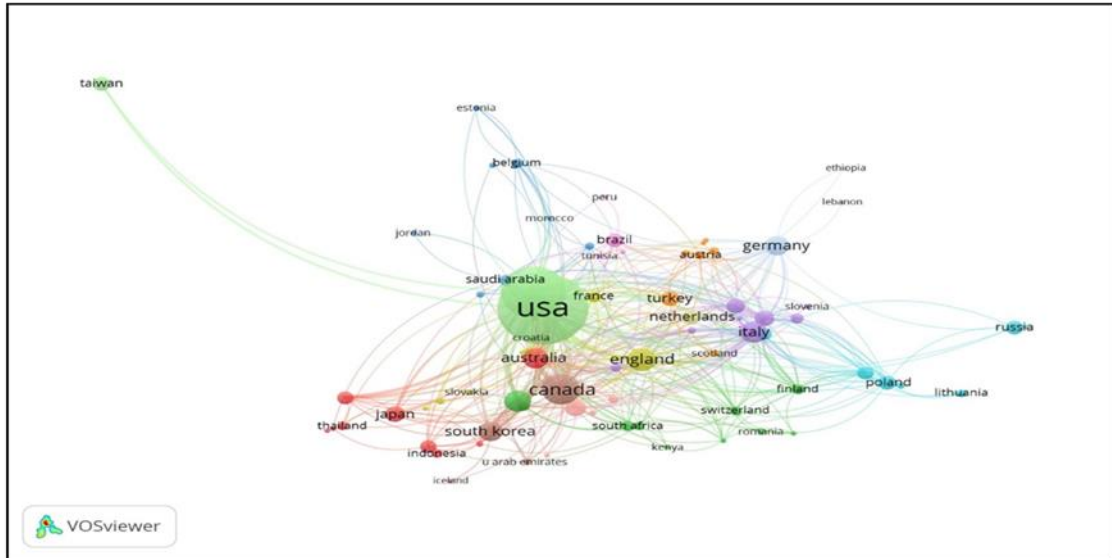 taiwan
estonia
belgium
ethiopia
peru
lebanon
morocco
jordan
brazil
germany
tunisia
austria
saudi arabia
usa
france
turkey
slovenia
netherlands
russia
italy
croatia
australia
england
scotland
canada
slovakia
finland
poland
lithuania
japan
switzerland
thailand
south korea
south africa
romania
kenya
indonesia
u arab emirates
iceland
VOSviewer